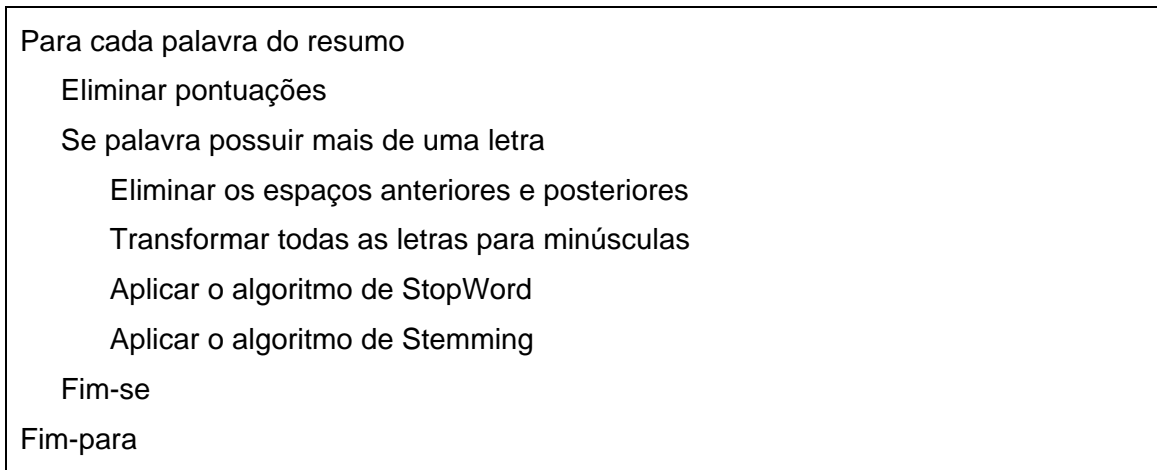 Para cada palavra do resumo
Eliminar pontuações
Se palavra possuir mais de uma letra
Eliminar os espaços anteriores e posteriores
Transformar todas as letras para minúsculas
Aplicar o algoritmo de StopWord
Aplicar o algoritmo de Stemming
Fim-se
Fim-para